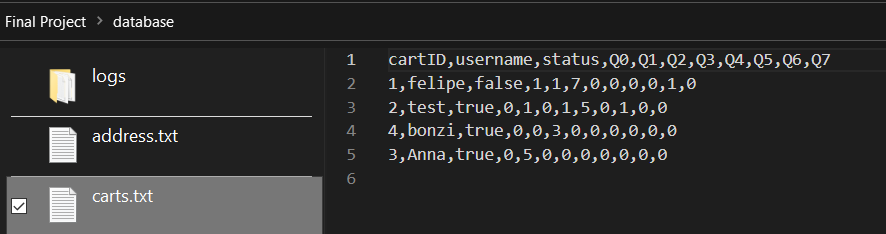 Final Project > database
logs
address.txt
carts.txt
1 cartID,username,status,Q0,Q1,Q2,Q3,Q4,Q5,Q6,Q7
2 1,felipe,false,1,1,7,0,0,0,0,1,0
3 2,test,true,0,1,0,1,5,0,1,0,0
4 4,bonzi,true,0,0,3,0,0,0,0,0,0
5 3,Anna,true,0,5,0,0,0,0,0,0,0
6